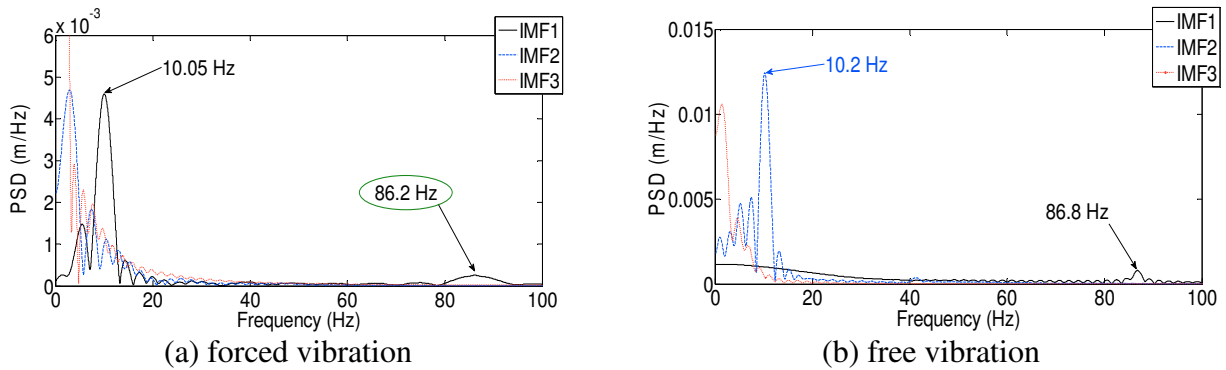 x 10⁻³
6
5
4
3
2
1
0
0 20 40 60 80 100
PSD (m/Hz)
Frequency (Hz)
10.05 Hz
86.2 Hz
IMF1
IMF2
IMF3
(a) forced vibration
0.015
0.01
0.005
0
0 20 40 60 80 100
PSD (m/Hz)
Frequency (Hz)
10.2 Hz
86.8 Hz
IMF1
IMF2
IMF3
(b) free vibration